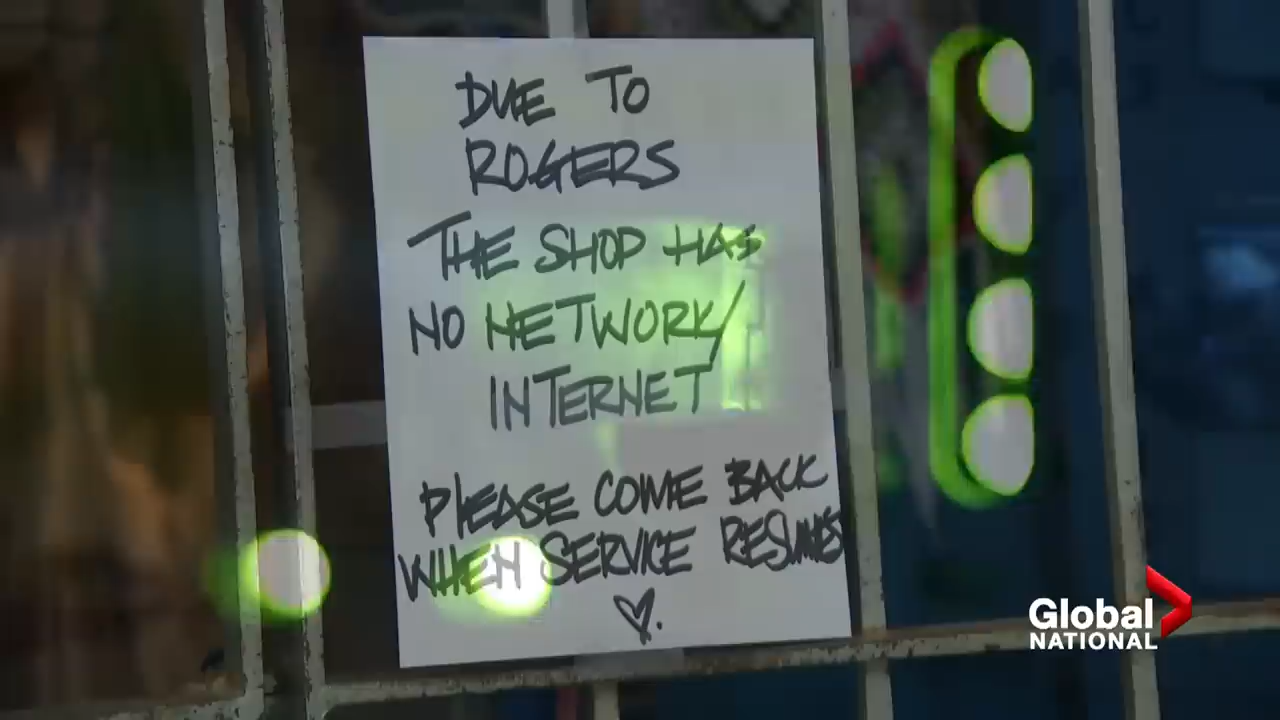 DUE TO
ROGERS
THE SHOP HAS
NO NETWORK/
INTERNET
PLEASE COME BACK
WHEN SERVICE RESUMES
Global
NATIONAL